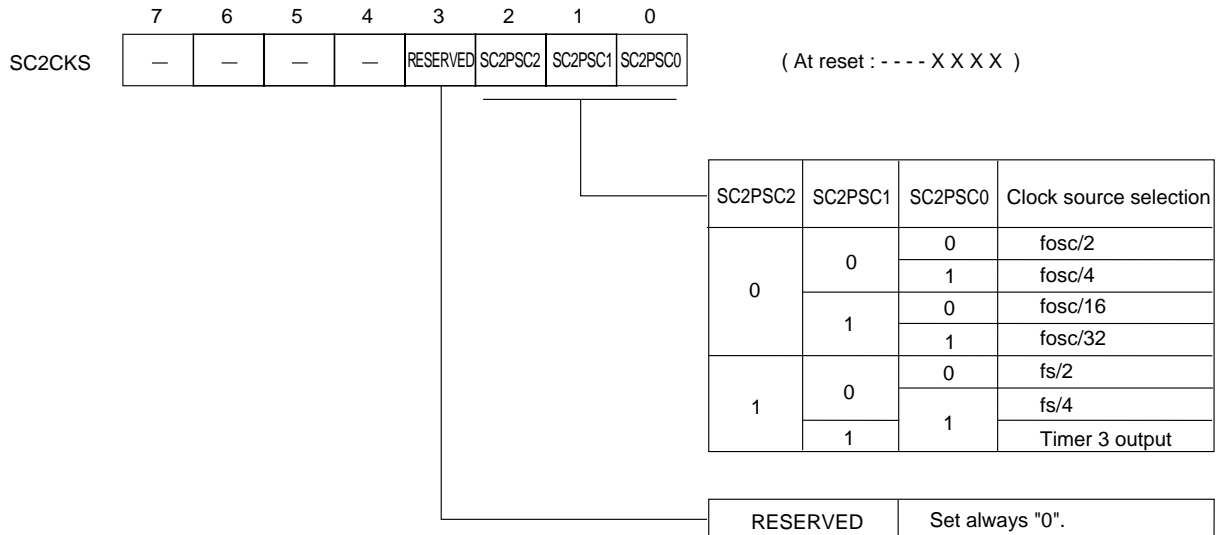 7 6 5 4 3 2 1 0
SC2CKS — — — — RESERVED SC2PSC2 SC2PSC1 SC2PSC0 ( At reset : - - - - X X X X )
SC2PSC2 SC2PSC1 SC2PSC0 Clock source selection
0 0 0 fosc/2
1 fosc/4
1 0 fosc/16
1 fosc/32
1 0 0 fs/2
1 fs/4
1 Timer 3 output
RESERVED Set always "0".